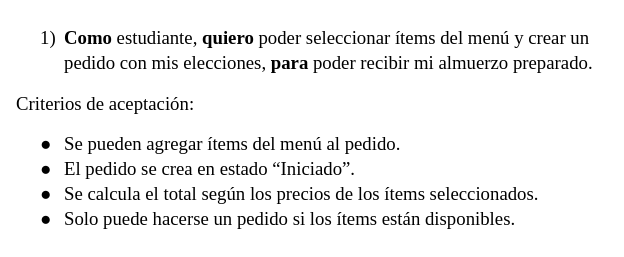 1) Como estudiante, quiero poder seleccionar ítems del menú y crear un
pedido con mis elecciones, para poder recibir mi almuerzo preparado.
Criterios de aceptación:
● Se pueden agregar ítems del menú al pedido.
● El pedido se crea en estado “Iniciado”.
● Se calcula el total según los precios de los ítems seleccionados.
● Solo puede hacerse un pedido si los ítems están disponibles.